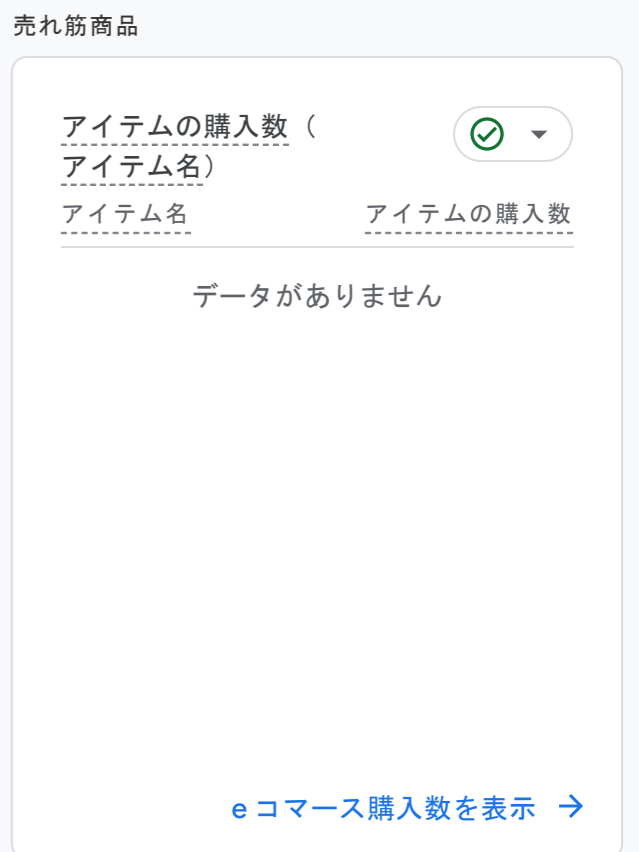 売れ筋商品
アイテムの購入数（
アイテム名）
アイテム名 アイテムの購入数
データがありません
e コマース購入数を表示